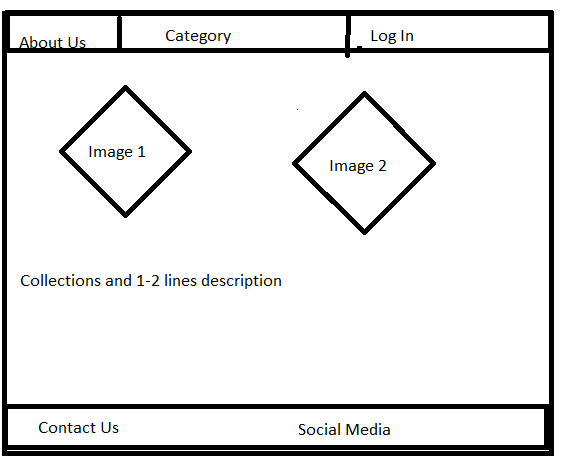 About Us
Category
Log In
Image 1
Image 2
Collections and 1-2 lines description
Contact Us
Social Media